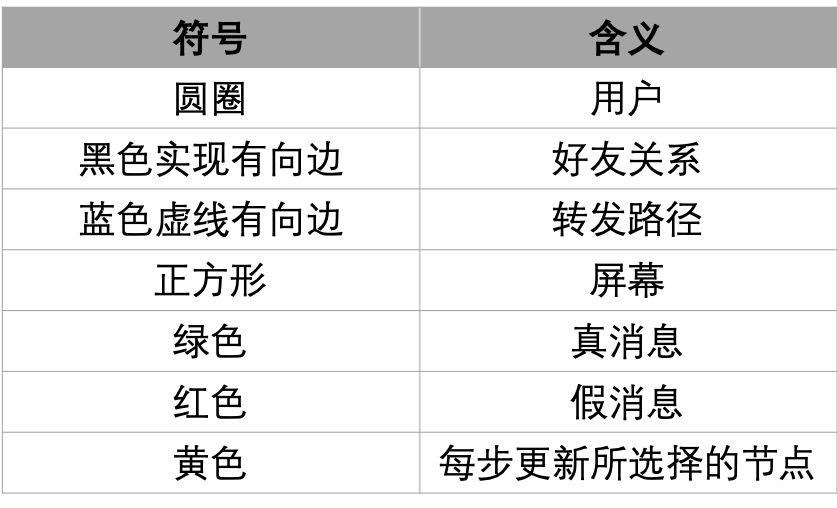 符号 含义
圆圈 用户
黑色实现有向边 好友关系
蓝色虚线有向边 转发路径
正方形 屏幕
绿色 真消息
红色 假消息
黄色 每步更新所选择的节点